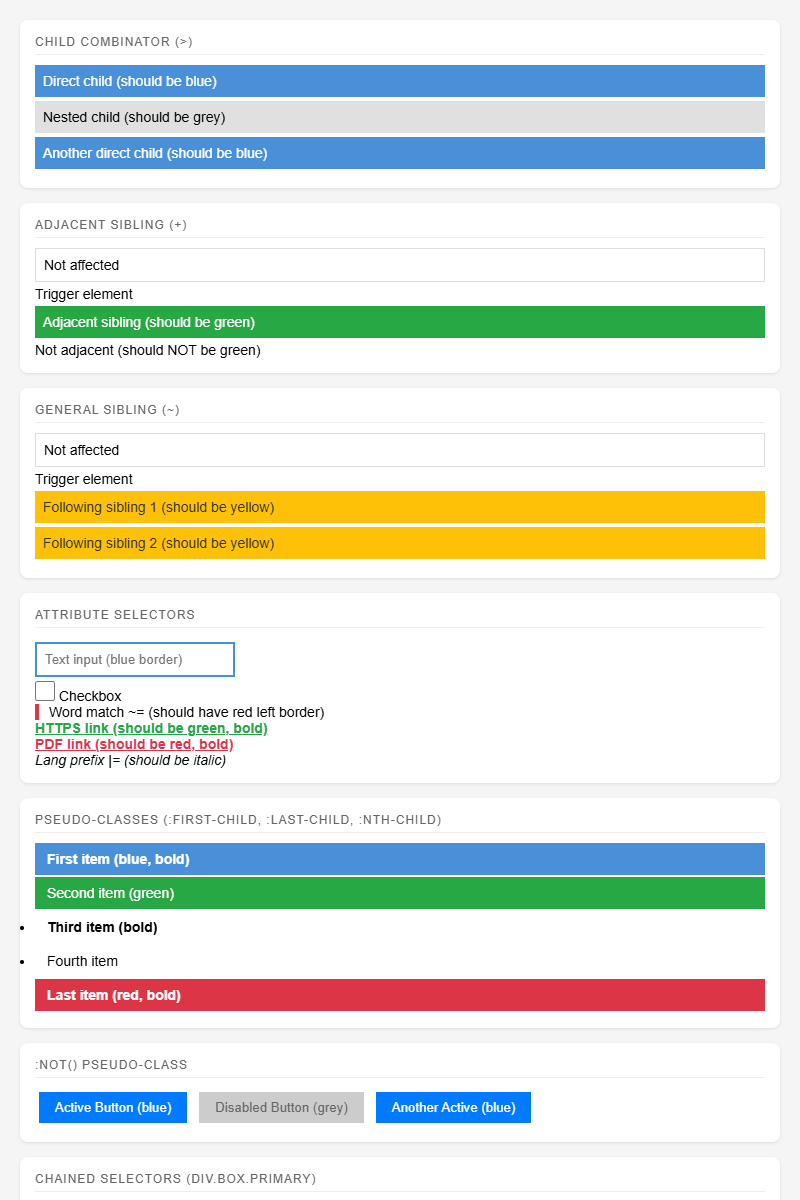 CHILD COMBINATOR (>)
Direct child (should be blue)
Nested child (should be grey)
Another direct child (should be blue)
ADJACENT SIBLING (+)
Not affected
Trigger element
Adjacent sibling (should be green)
Not adjacent (should NOT be green)
GENERAL SIBLING (~)
Not affected
Trigger element
Following sibling 1 (should be yellow)
Following sibling 2 (should be yellow)
ATTRIBUTE SELECTORS
Text input (blue border)
Checkbox
Word match ~= (should have red left border)
HTTPS link (should be green, bold)
PDF link (should be red, bold)
Lang prefix |= (should be italic)
PSEUDO-CLASSES (:FIRST-CHILD, :LAST-CHILD, :NTH-CHILD)
First item (blue, bold)
Second item (green)
Third item (bold)
Fourth item
Last item (red, bold)
:NOT() PSEUDO-CLASS
Active Button (blue) Disabled Button (grey) Another Active (blue)
CHAINED SELECTORS (DIV.BOX.PRIMARY)